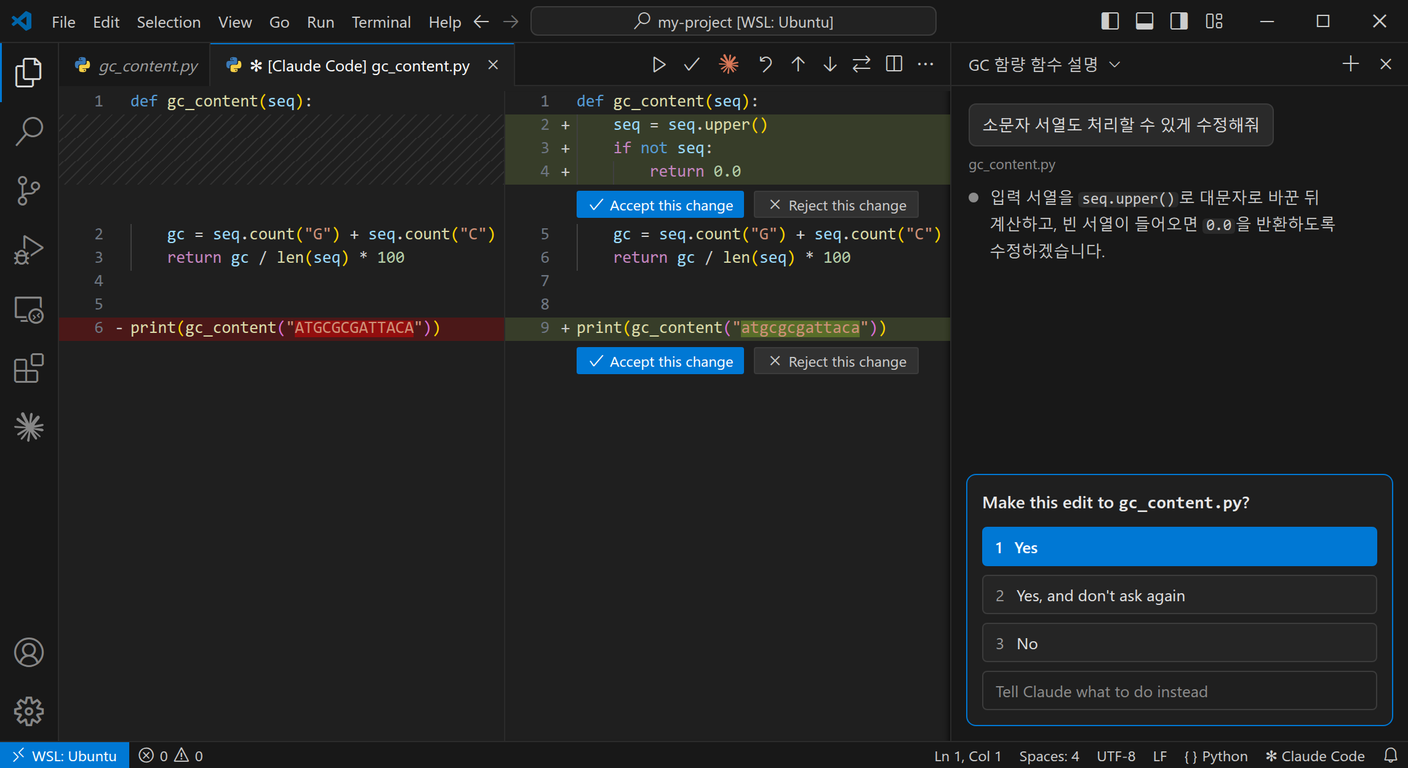 File Edit Selection View Go Run Terminal Help my-project [WSL: Ubuntu]
gc_content.py
✻ [Claude Code] gc_content.py
1 def gc_content(seq):
2 gc = seq.count("G") + seq.count("C")
3 return gc / len(seq) * 100
4
5
6 - print(gc_content("ATGCGCGATTACA"))
1 def gc_content(seq):
2 + seq = seq.upper()
3 + if not seq:
4 + return 0.0
Accept this change Reject this change
5 gc = seq.count("G") + seq.count("C")
6 return gc / len(seq) * 100
7
8
9 + print(gc_content("atgcgcgattaca"))
Accept this change Reject this change
GC 함량 함수 설명
소문자 서열도 처리할 수 있게 수정해줘
gc_content.py
입력 서열을 seq.upper()로 대문자로 바꾼 뒤
계산하고, 빈 서열이 들어오면 0.0을 반환하도록
수정하겠습니다.
Make this edit to gc_content.py?
1 Yes
2 Yes, and don't ask again
3 No
Tell Claude what to do instead
WSL: Ubuntu 0 0 Ln 1, Col 1 Spaces: 4 UTF-8 LF { } Python ✻ Claude Code